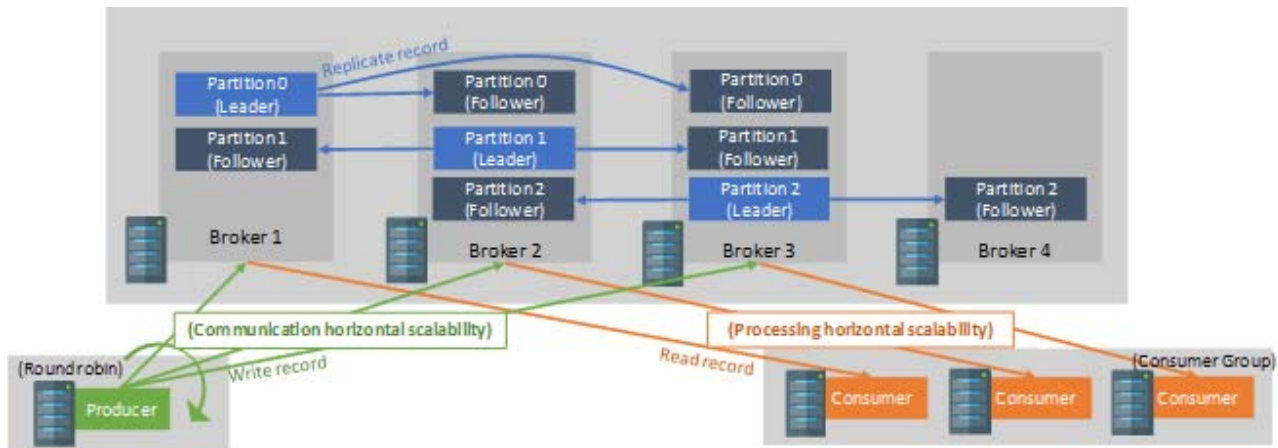 Replicate record
Partition 0
(Leader)
Partition 0
(Follower)
Partition 0
(Follower)
Partition 1
(Follower)
Partition 1
(Leader)
Partition 1
(Follower)
Partition 2
(Follower)
Partition 2
(Leader)
Partition 2
(Follower)
Broker 1
Broker 2
Broker 3
Broker 4
(Communication horizontal scalability)
(Processing horizontal scalability)
(Round robin)
Write record
Read record
(Consumer Group)
Producer
Consumer
Consumer
Consumer